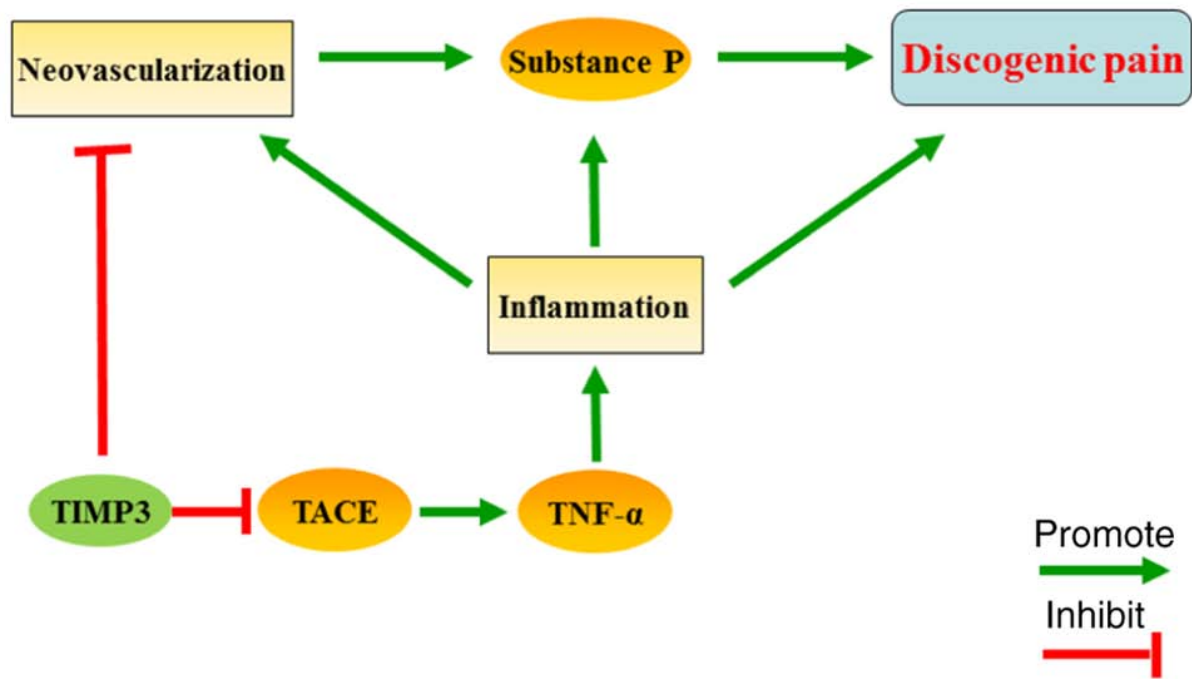 Neovascularization
Substance P
Discogenic pain
Inflammation
TIMP3
TACE
TNF-α
Promote
Inhibit